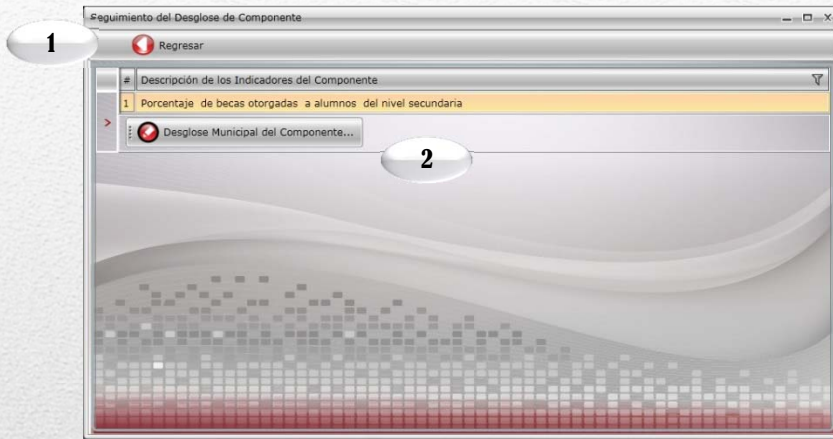 Seguimiento del Desglose de Componente
1
Regresar
# Descripción de los Indicadores del Componente
1 Porcentaje de becas otorgadas a alumnos del nivel secundaria
>
Desglose Municipal del Componente...
2